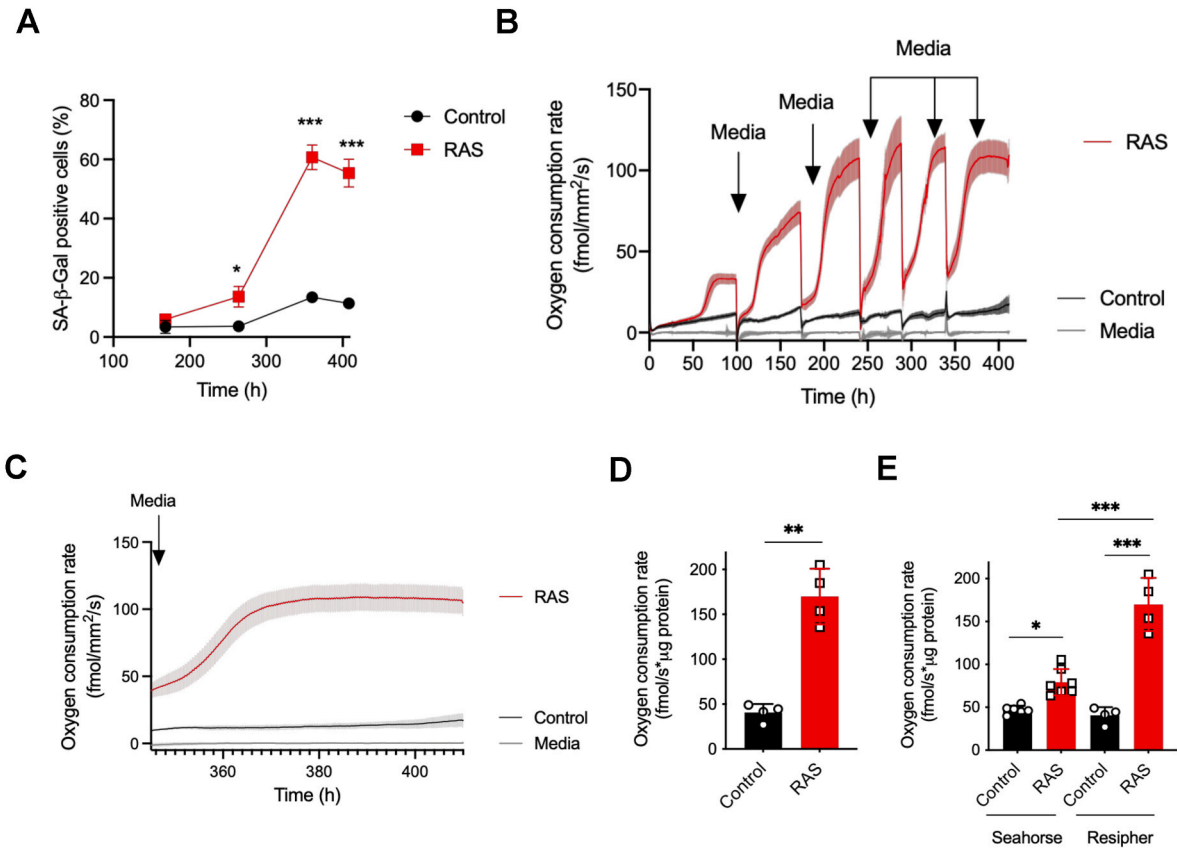 A
SA-β-Gal positive cells (%)
80
60
40
20
0
100
200
300
400
Time (h)
*
***
***
Control
RAS
B
Oxygen consumption rate
(fmol/mm²/s)
150
100
50
0
0
50
100
150
200
250
290
350
400
Time (h)
Media
Media
Media
RAS
Control
Media
C
Media
Oxygen consumption rate
(fmol/mm²/s)
150
100
50
0
360
380
400
Time (h)
RAS
Control
Media
D
Oxygen consumption rate
(fmol/s*μg protein)
200
150
100
50
0
**
Control
RAS
E
Oxygen consumption rate
(fmol/s*μg protein)
200
150
100
50
0
*
***
***
Control
RAS
Control
RAS
Seahorse
Resipher